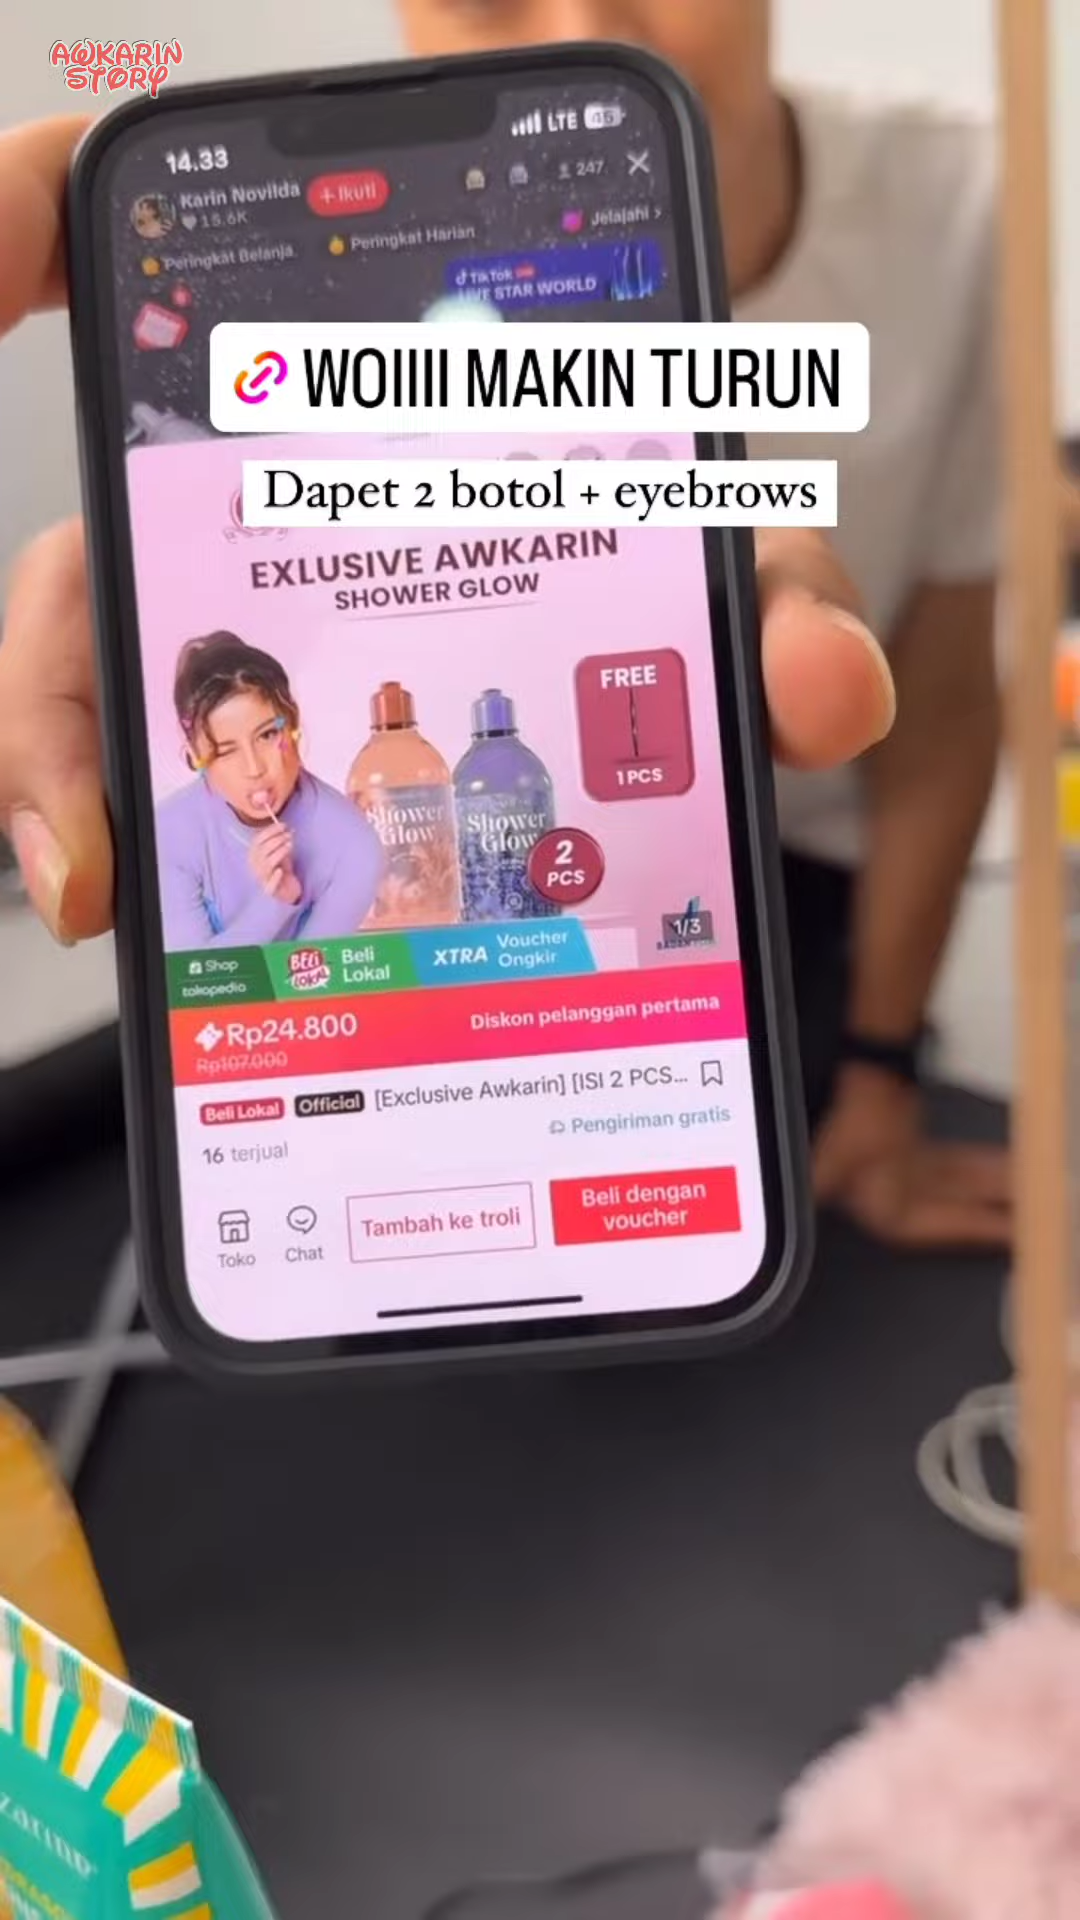 AWKARIN
STORY
14.33
LTE 45
Karin Novilda
+ Ikuti
15.6K
247
Peringkat Belanja
Peringkat Harian
Jelajahi >
TikTok
LIVE STAR WORLD
WOIIII MAKIN TURUN
Dapet 2 botol + eyebrows
EXLUSIVE AWKARIN
SHOWER GLOW
FREE
1 PCS
Shower
Glow
Shower
Glow
2
PCS
1/3
Shop
tokopedia
BELI
LOKAL
Beli
Lokal
XTRA
Voucher
Ongkir
Rp24.800
Diskon pelanggan pertama
Rp107.000
Beli Lokal
Official
[Exclusive Awkarin] [ISI 2 PCS...
16 terjual
Pengiriman gratis
Toko
Chat
Tambah ke troli
Beli dengan
voucher